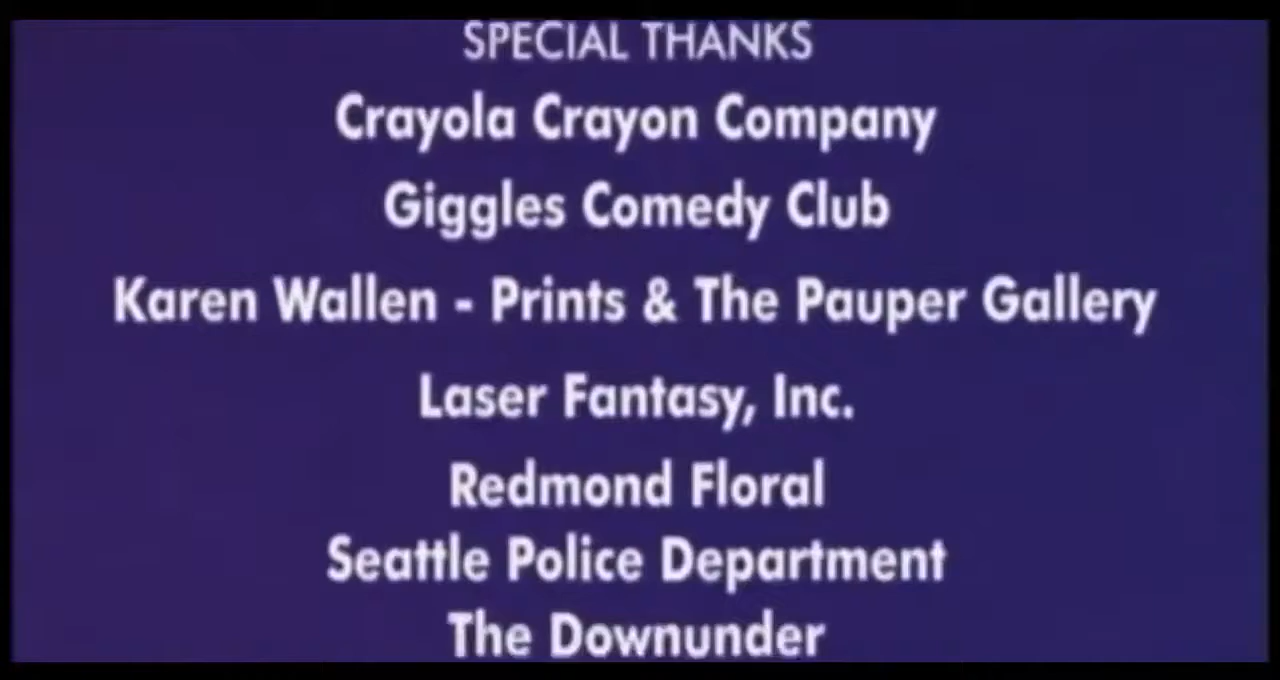 SPECIAL THANKS
Crayola Crayon Company
Giggles Comedy Club
Karen Wallen - Prints & The Pauper Gallery
Laser Fantasy, Inc.
Redmond Floral
Seattle Police Department
The Downunder